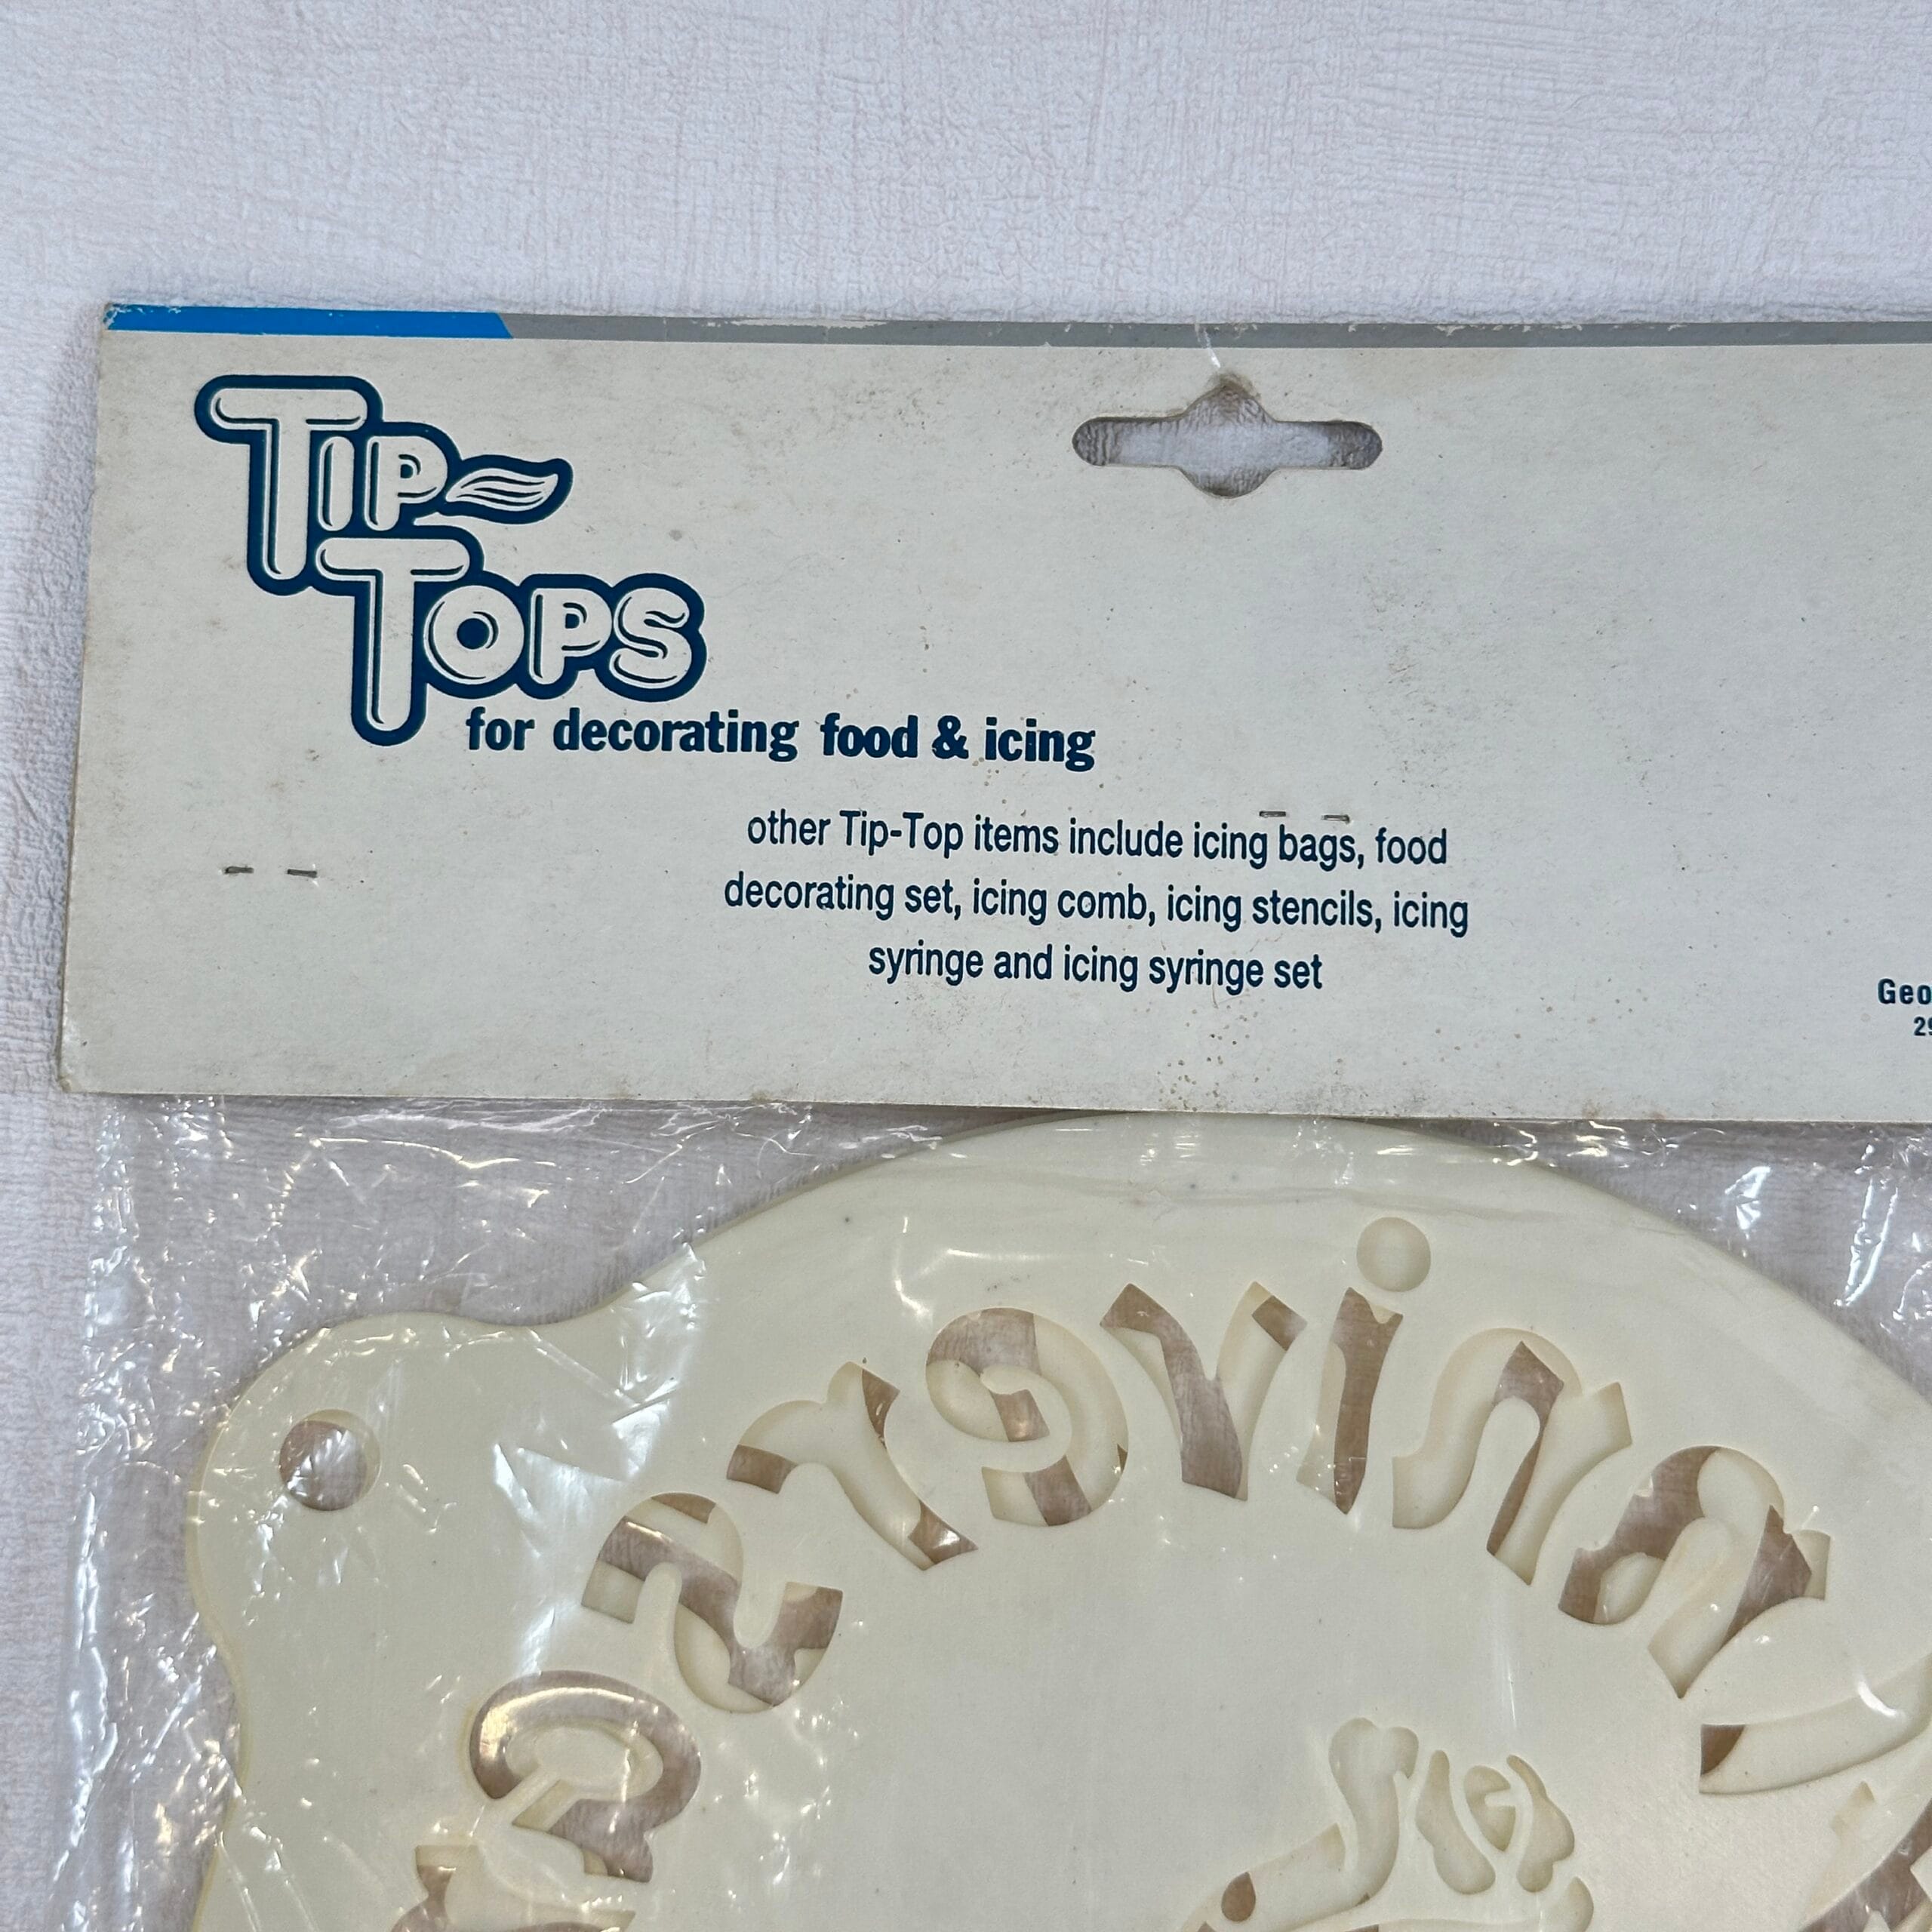 TIP-
TOPS
for decorating food & icing
other Tip-Top items include icing bags, food
decorating set, icing comb, icing stencils, icing
syringe and icing syringe set